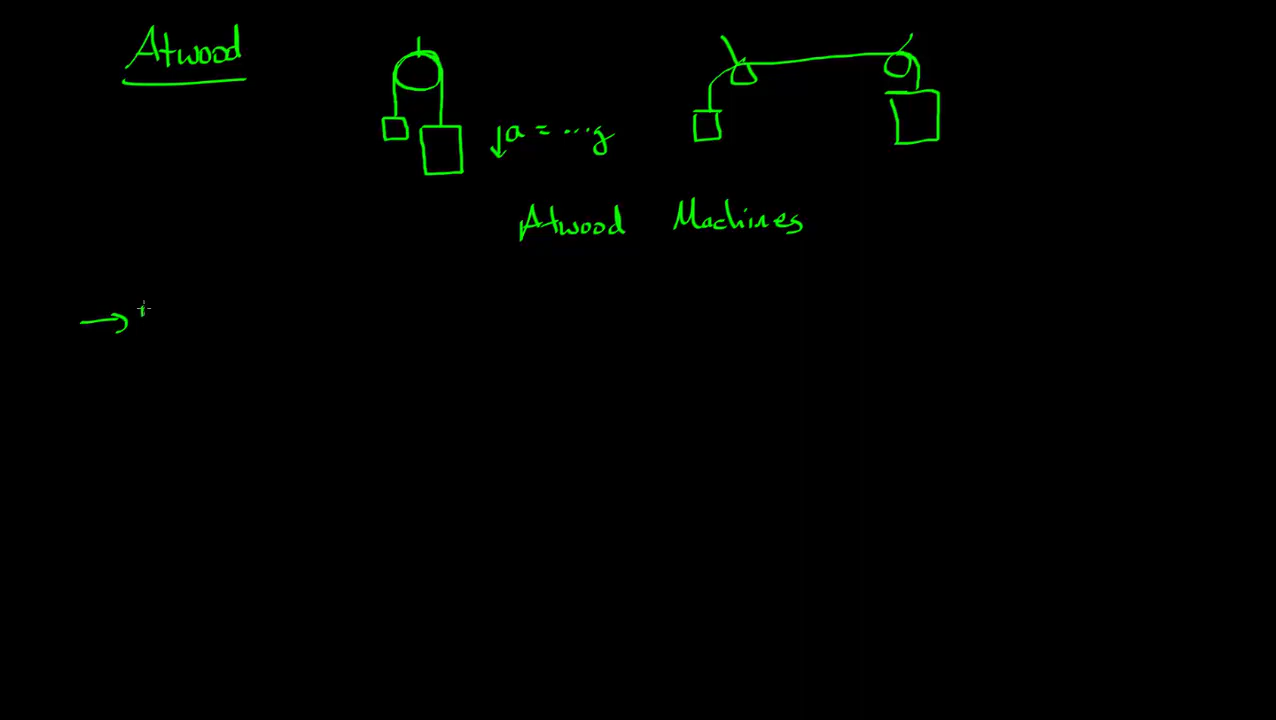 Atwood
a = ...g
Atwood Machines
→